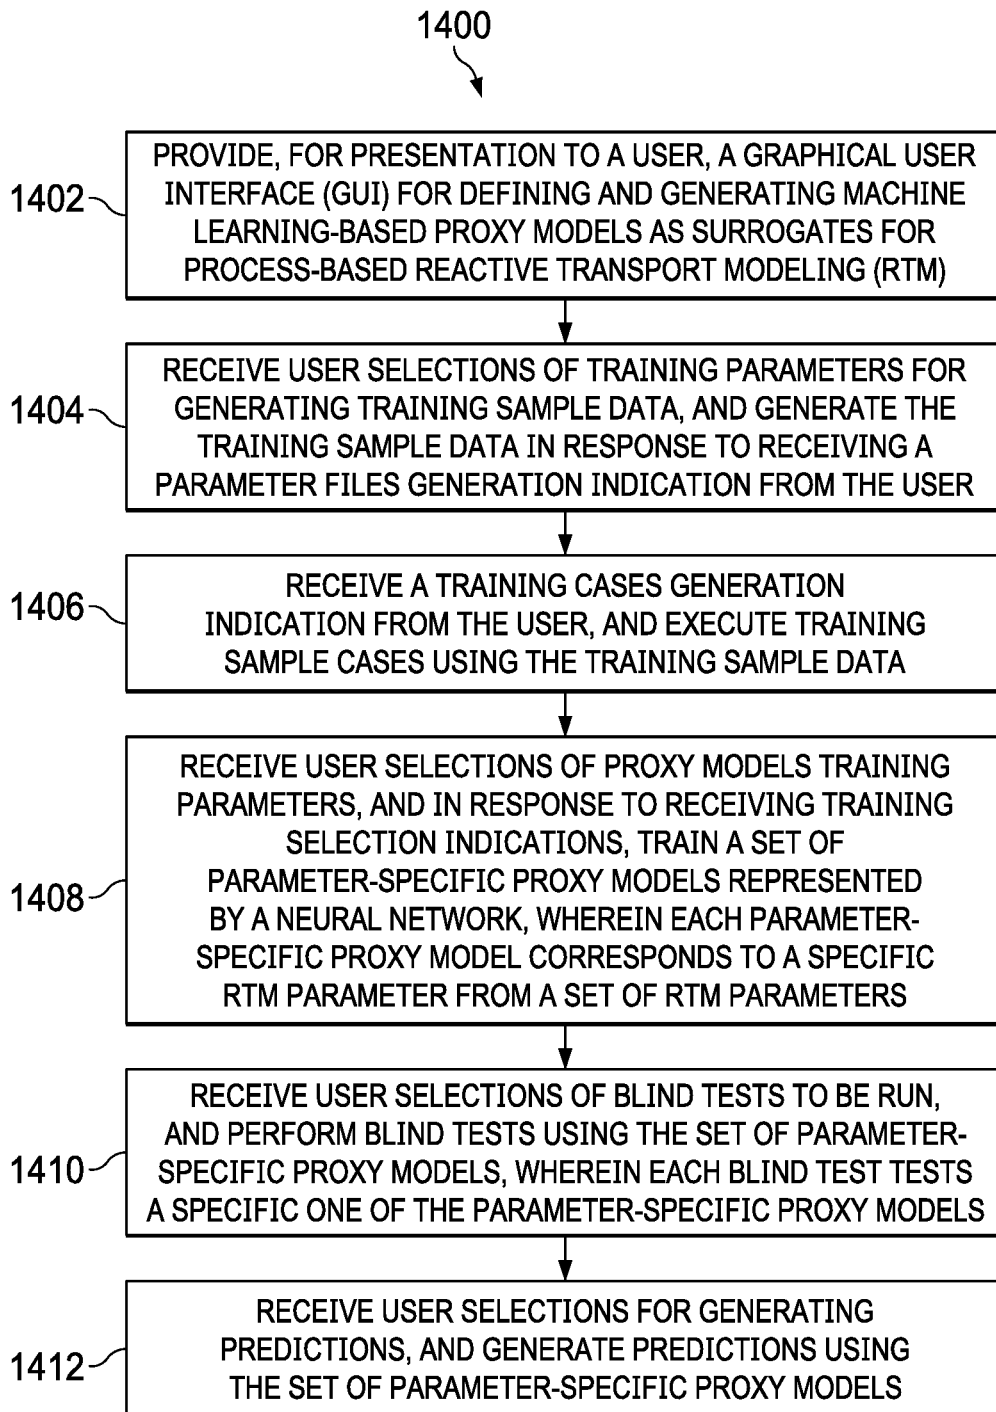 1400
1402
PROVIDE, FOR PRESENTATION TO A USER, A GRAPHICAL USER
INTERFACE (GUI) FOR DEFINING AND GENERATING MACHINE
LEARNING-BASED PROXY MODELS AS SURROGATES FOR
PROCESS-BASED REACTIVE TRANSPORT MODELING (RTM)
1404
RECEIVE USER SELECTIONS OF TRAINING PARAMETERS FOR
GENERATING TRAINING SAMPLE DATA, AND GENERATE THE
TRAINING SAMPLE DATA IN RESPONSE TO RECEIVING A
PARAMETER FILES GENERATION INDICATION FROM THE USER
1406
RECEIVE A TRAINING CASES GENERATION
INDICATION FROM THE USER, AND EXECUTE TRAINING
SAMPLE CASES USING THE TRAINING SAMPLE DATA
1408
RECEIVE USER SELECTIONS OF PROXY MODELS TRAINING
PARAMETERS, AND IN RESPONSE TO RECEIVING TRAINING
SELECTION INDICATIONS, TRAIN A SET OF
PARAMETER-SPECIFIC PROXY MODELS REPRESENTED
BY A NEURAL NETWORK, WHEREIN EACH PARAMETER-
SPECIFIC PROXY MODEL CORRESPONDS TO A SPECIFIC
RTM PARAMETER FROM A SET OF RTM PARAMETERS
1410
RECEIVE USER SELECTIONS OF BLIND TESTS TO BE RUN,
AND PERFORM BLIND TESTS USING THE SET OF PARAMETER-
SPECIFIC PROXY MODELS, WHEREIN EACH BLIND TEST TESTS
A SPECIFIC ONE OF THE PARAMETER-SPECIFIC PROXY MODELS
1412
RECEIVE USER SELECTIONS FOR GENERATING
PREDICTIONS, AND GENERATE PREDICTIONS USING
THE SET OF PARAMETER-SPECIFIC PROXY MODELS